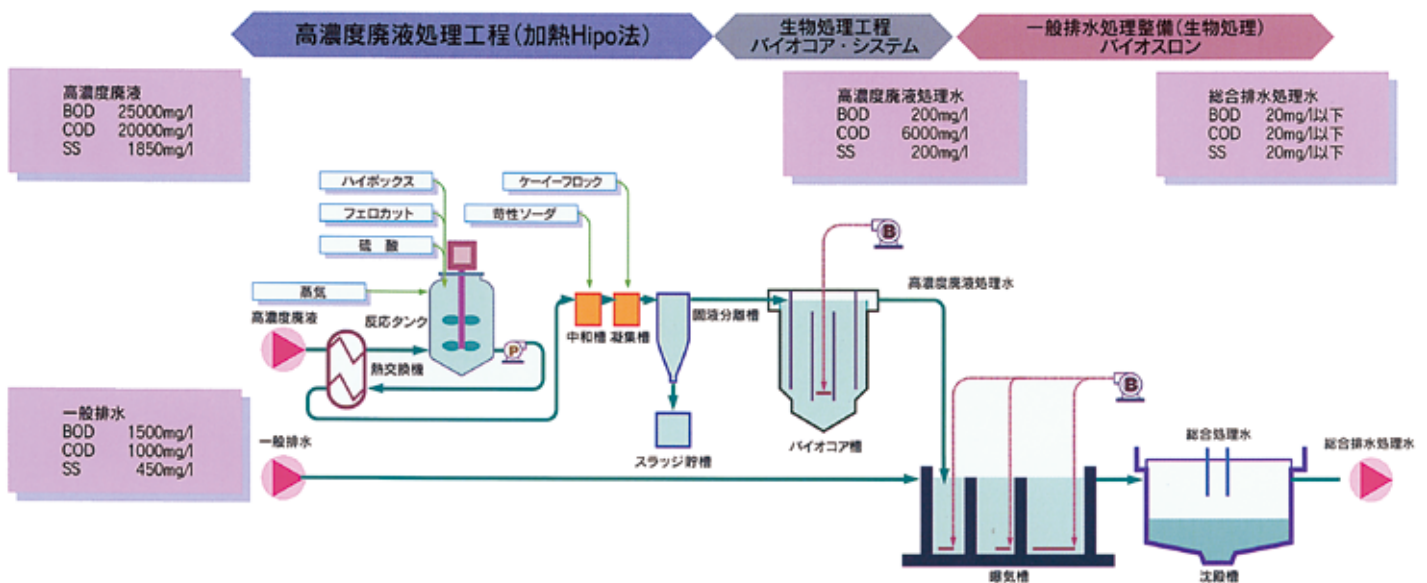 高濃度廃液処理工程(加熱Hipo法)
生物処理工程
バイオコア・システム
一般排水処理整備(生物処理)
バイオスロン
高濃度廃液
BOD 25000mg/l
COD 20000mg/l
SS 1850mg/l
高濃度廃液処理水
BOD 200mg/l
COD 6000mg/l
SS 200mg/l
総合排水処理水
BOD 20mg/l以下
COD 20mg/l以下
SS 20mg/l以下
ハイポックス
フェロカット
硫酸
蒸気
ケーイーフロック
苛性ソーダ
B
高濃度廃液
反応タンク
熱交換機
P
中和槽
凝集槽
固液分離槽
スラッジ貯槽
バイオコア槽
高濃度廃液処理水
一般排水
BOD 1500mg/l
COD 1000mg/l
SS 450mg/l
一般排水
B
曝気槽
総合処理水
沈殿槽
総合排水処理水